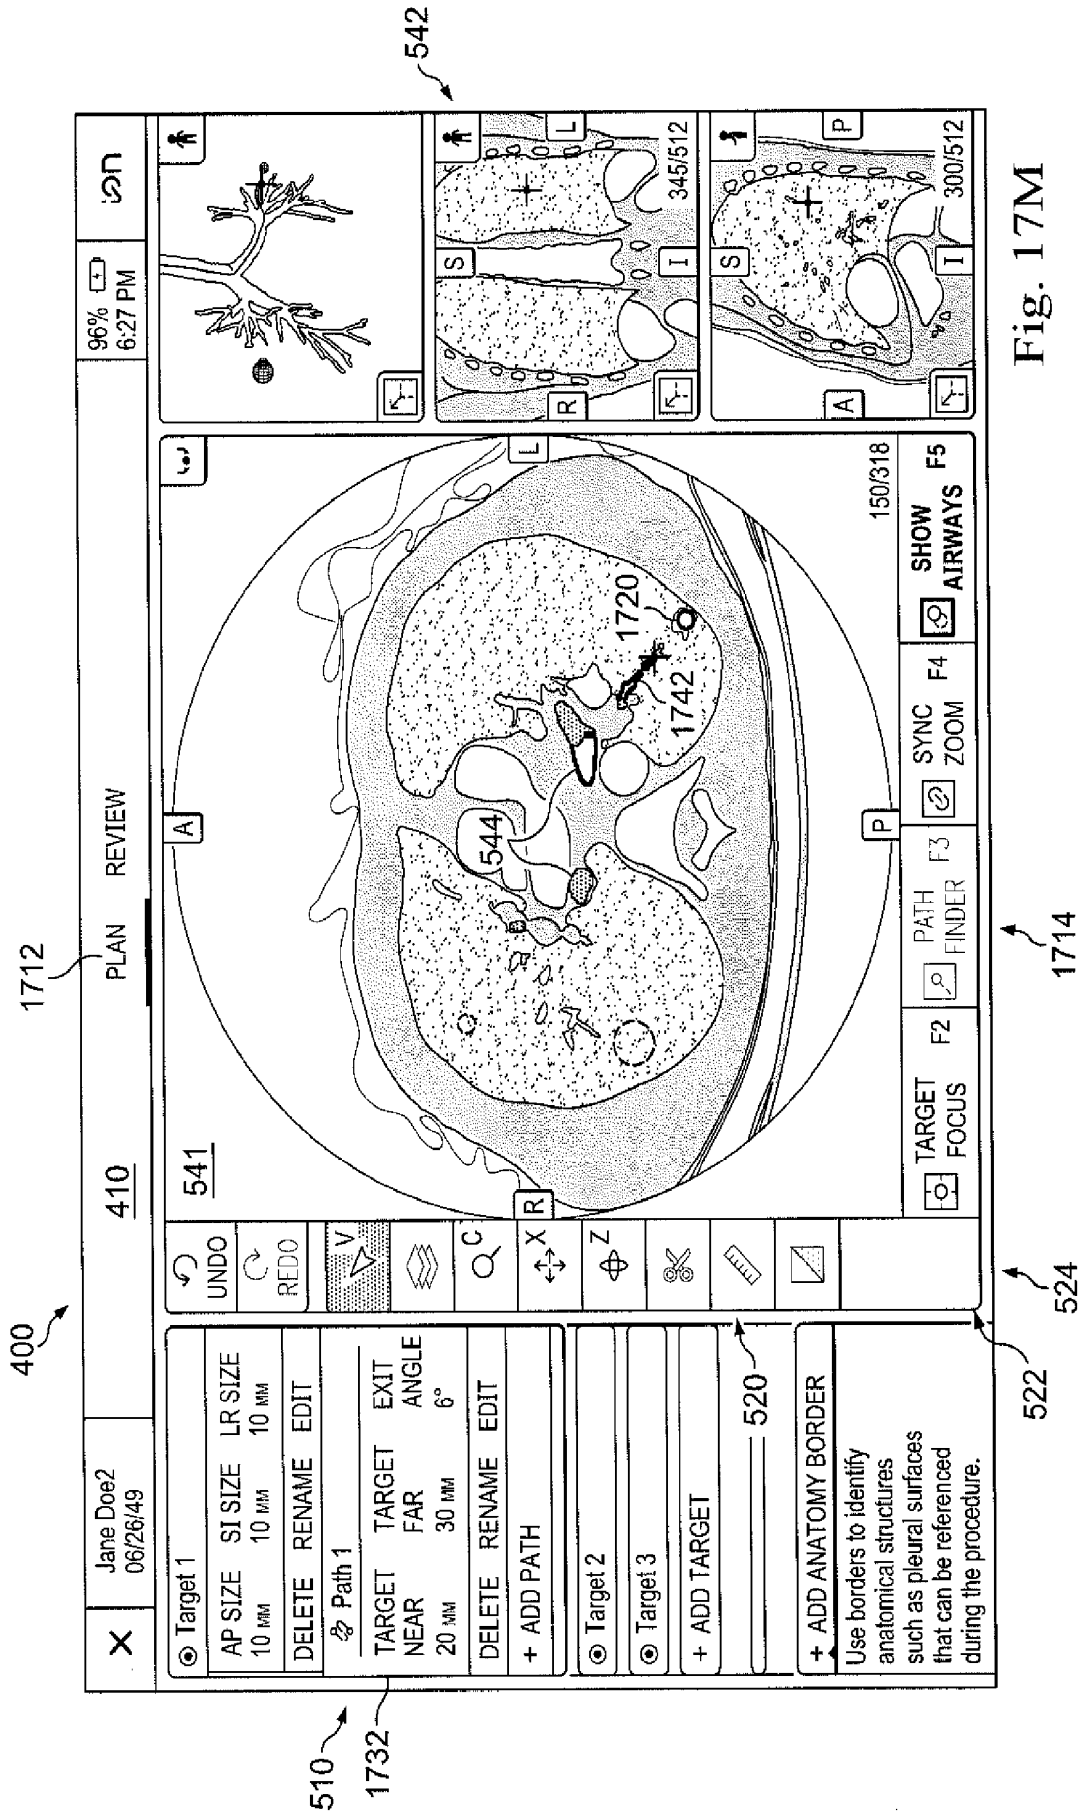 400
1712
542
X
Jane Doe2
06/26/49
410
PLAN
REVIEW
96%
6:27 PM
Target 1
AP SIZE SI SIZE LR SIZE
10 MM 10 MM 10 MM
DELETE RENAME EDIT
Path 1
TARGET TARGET EXIT
NEAR FAR ANGLE
20 MM 30 MM 6°
DELETE RENAME EDIT
+ ADD PATH
Target 2
Target 3
+ ADD TARGET
+ ADD ANATOMY BORDER
Use borders to identify
anatomical structures
such as pleural surfaces
that can be referenced
during the procedure.
510
1732
520
522
524
UNDO
REDO
V
C
X
Z
541
A
R
L
P
544
1742
1720
150/318
TARGET F2
FOCUS
PATH F3
FINDER
SYNC F4
ZOOM
SHOW F5
AIRWAYS
1714
S
R
L
I
345/512
S
A
P
I
300/512
Fig. 17M